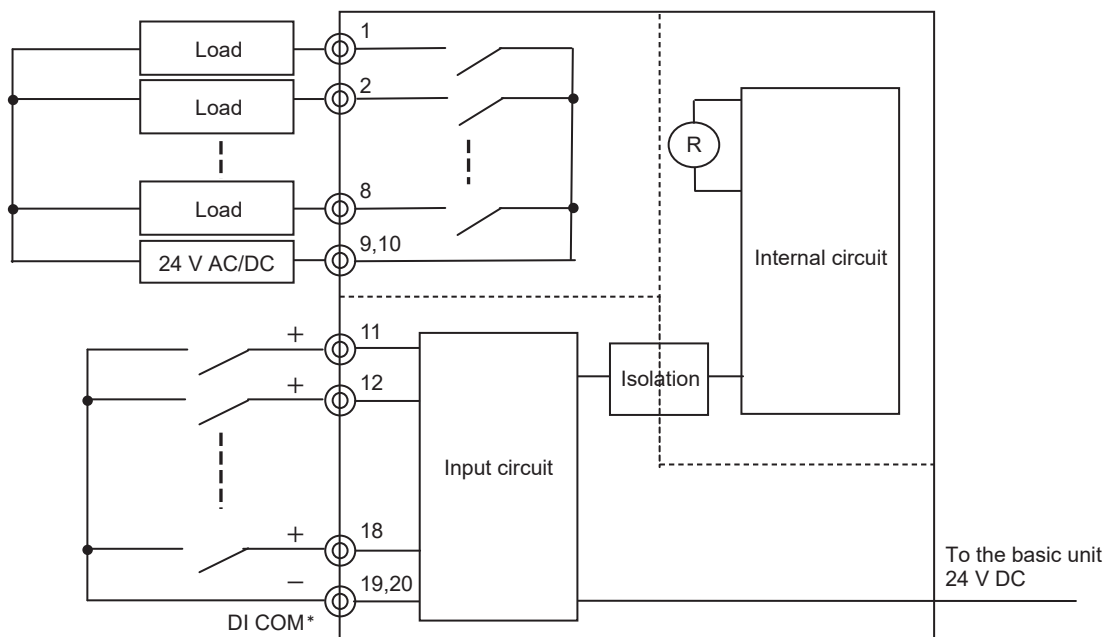 1
Load
2
Load
R
8
Load
9,10
24 V AC/DC
Internal circuit
+
11
Isolation
+
12
Input circuit
+
18
−
19,20
DI COM*
To the basic unit
24 V DC